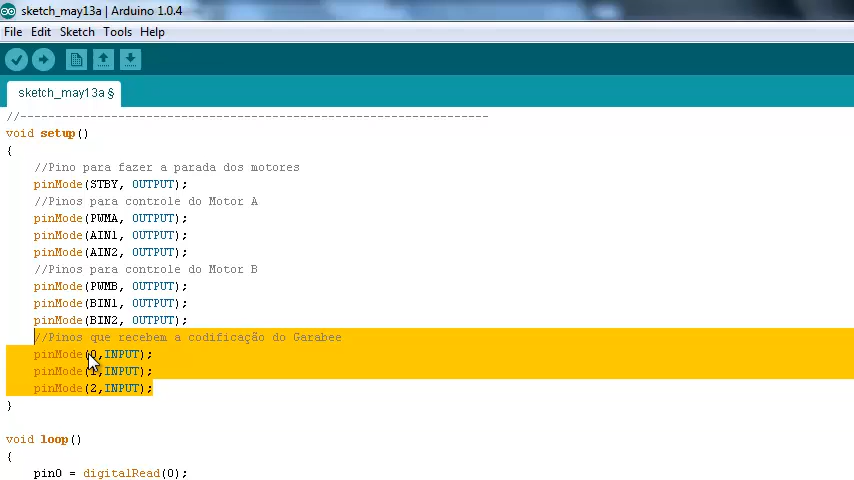 sketch_may13a | Arduino 1.0.4
File Edit Sketch Tools Help
sketch_may13a §
//-------------------------------------------------------------------
void setup()
{
//Pino para fazer a parada dos motores
pinMode(STBY, OUTPUT);
//Pinos para controle do Motor A
pinMode(PWMA, OUTPUT);
pinMode(AIN1, OUTPUT);
pinMode(AIN2, OUTPUT);
//Pinos para controle do Motor B
pinMode(PWMB, OUTPUT);
pinMode(BIN1, OUTPUT);
pinMode(BIN2, OUTPUT);
//Pinos que recebem a codificação do Garabee
pinMode(0,INPUT);
pinMode(1,INPUT);
pinMode(2,INPUT);
}
void loop()
{
pin0 = digitalRead(0);